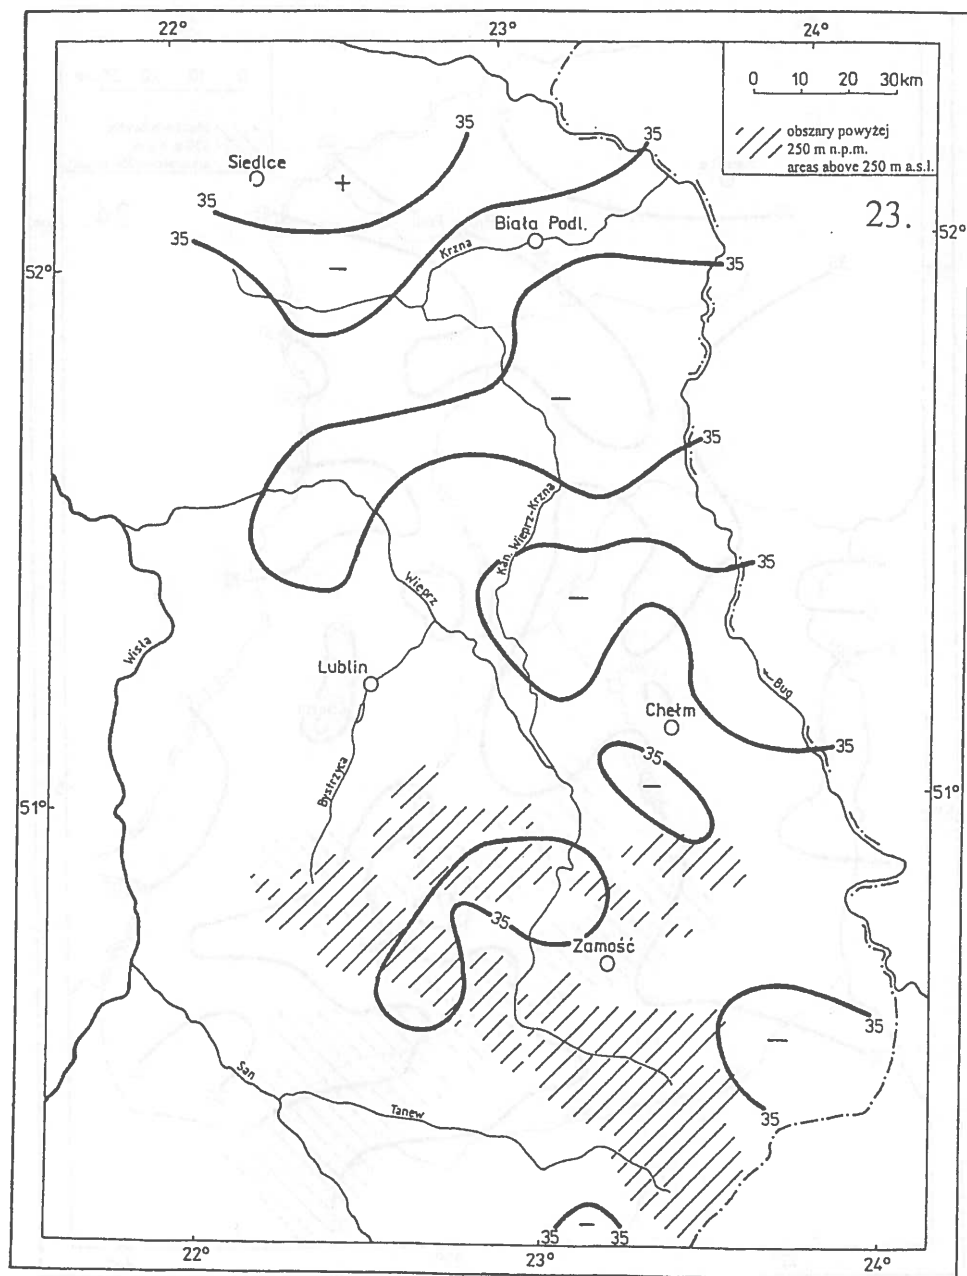 22°
23°
24°
0 10 20 30km
obszary powyżej
250 m n.p.m.
areas above 250 m a.s.l.
23.
35
35
Siedlce
+
35
35
Biała Podl.
Krzna
52°
52°
35
35
Kan. Wieprz-Krzna
35
Wieprz
Wisła
Lublin
Bug
Chełm
35
35
Bystrzyca
51°
51°
35
Zamość
35
San
Tanew
35
35
35
22°
23°
24°